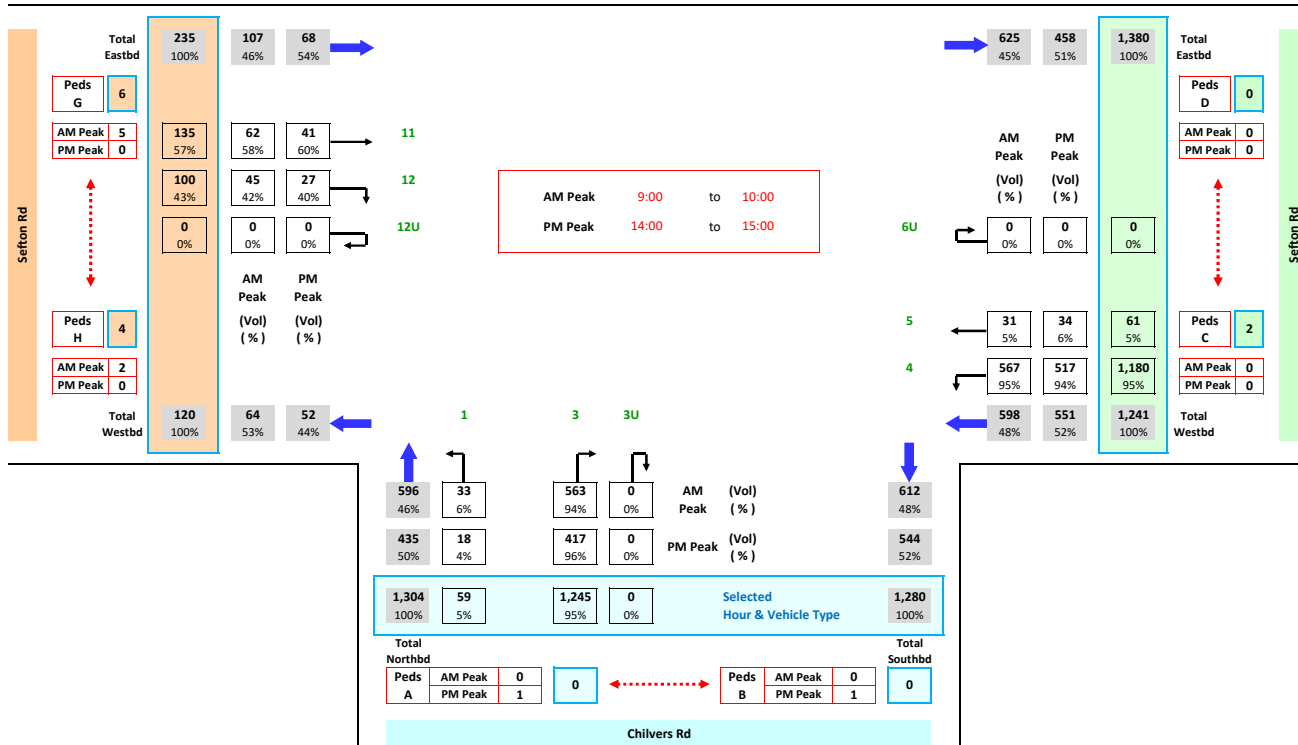 Total Eastbd 235 107 68 625 458 1,380 Total Eastbd
100% 46% 54% 45% 51% 100%
Peds G 6 Peds D 0
AM Peak 5 135 62 41 11 AM Peak PM Peak AM Peak 0
PM Peak 0 57% 58% 60% PM Peak 0
100 45 27 12 AM Peak 9:00 to 10:00 (Vol) (Vol)
43% 42% 40% ( % ) ( % )
0 0 0 12U PM Peak 14:00 to 15:00 6U 0 0 0
0% 0% 0% 0% 0% 0%
Sefton Rd
Sefton Rd
AM Peak PM Peak
(Vol) (Vol)
( % ) ( % )
Peds H 4 5 31 34 61 Peds C 2
5% 6% 5%
AM Peak 2 4 567 517 1,180 AM Peak 0
PM Peak 0 95% 94% 95% PM Peak 0
Total Westbd 120 64 52 1 3 3U 598 551 1,241 Total Westbd
100% 53% 44% 48% 52% 100%
596 33 563 0 AM Peak (Vol) 612
46% 6% 94% 0% ( % ) 48%
435 18 417 0 PM Peak (Vol) 544
50% 4% 96% 0% ( % ) 52%
1,304 59 1,245 0 Selected 1,280
100% 5% 95% 0% Hour & Vehicle Type 100%
Total Northbd Total Southbd
Peds A AM Peak 0 0 Peds B AM Peak 0 0
PM Peak 1 PM Peak 1
Chilvers Rd